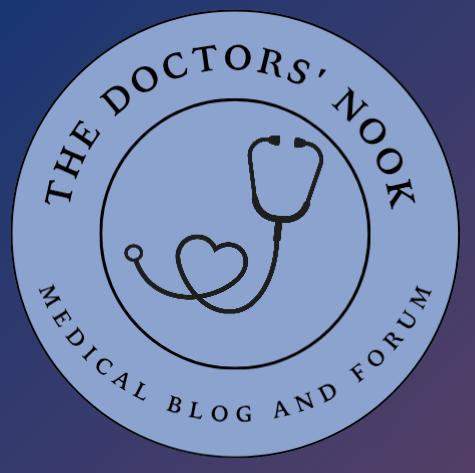 THE DOCTORS' NOOK
MEDICAL BLOG AND FORUM